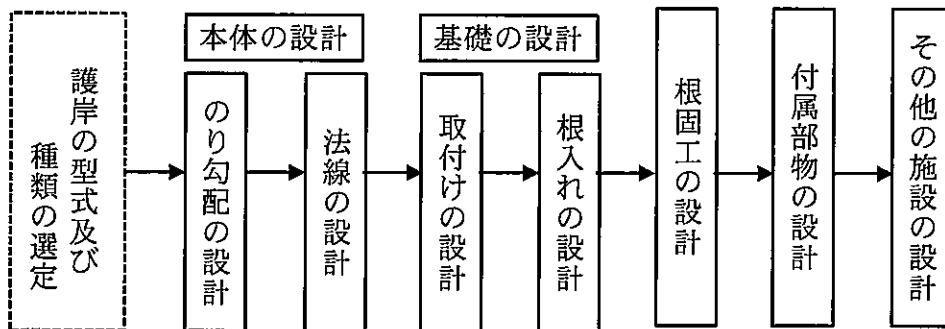 護岸の型式及び
種類の選定
本体の設計
のり勾配の設計
法線の設計
基礎の設計
取付けの設計
根入れの設計
根固工の設計
付属部物の設計
その他の施設の設計